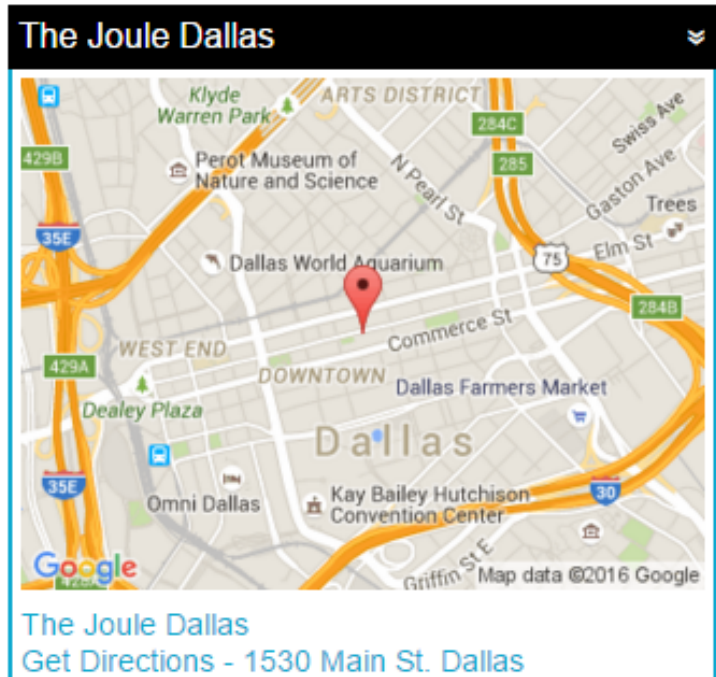 The Joule Dallas
Klyde
Warren Park
ARTS DISTRICT
284C
Swiss Ave
429B
Perot Museum of
Nature and Science
N Pearl St
285
Gaston Ave
Trees
35E
Dallas World Aquarium
75
Elm St
284B
Commerce St
WEST END
429A
DOWNTOWN
Dallas Farmers Market
Dealey Plaza
Dallas
35E
Omni Dallas
Kay Bailey Hutchison
Convention Center
30
Google
Griffin St E
Map data ©2016 Google
The Joule Dallas
Get Directions - 1530 Main St. Dallas